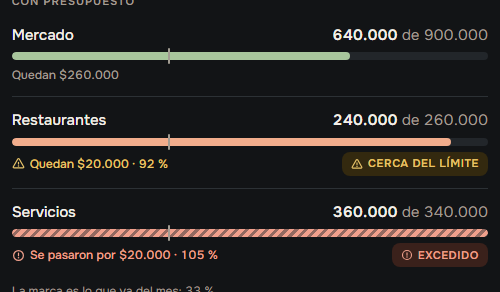 CON PRESUPUESTO
Mercado 640.000 de 900.000
Quedan $260.000
Restaurantes 240.000 de 260.000
Quedan $20.000 · 92 % CERCA DEL LÍMITE
Servicios 360.000 de 340.000
Se pasaron por $20.000 · 105 % EXCEDIDO
La marca es lo que va del mes: 33 %